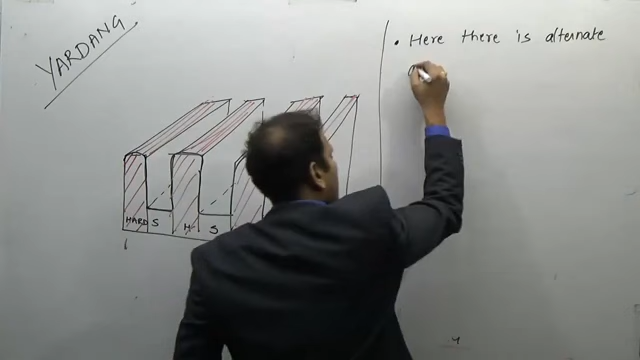 YARDANG
• Here there is alternate
HARD S H S